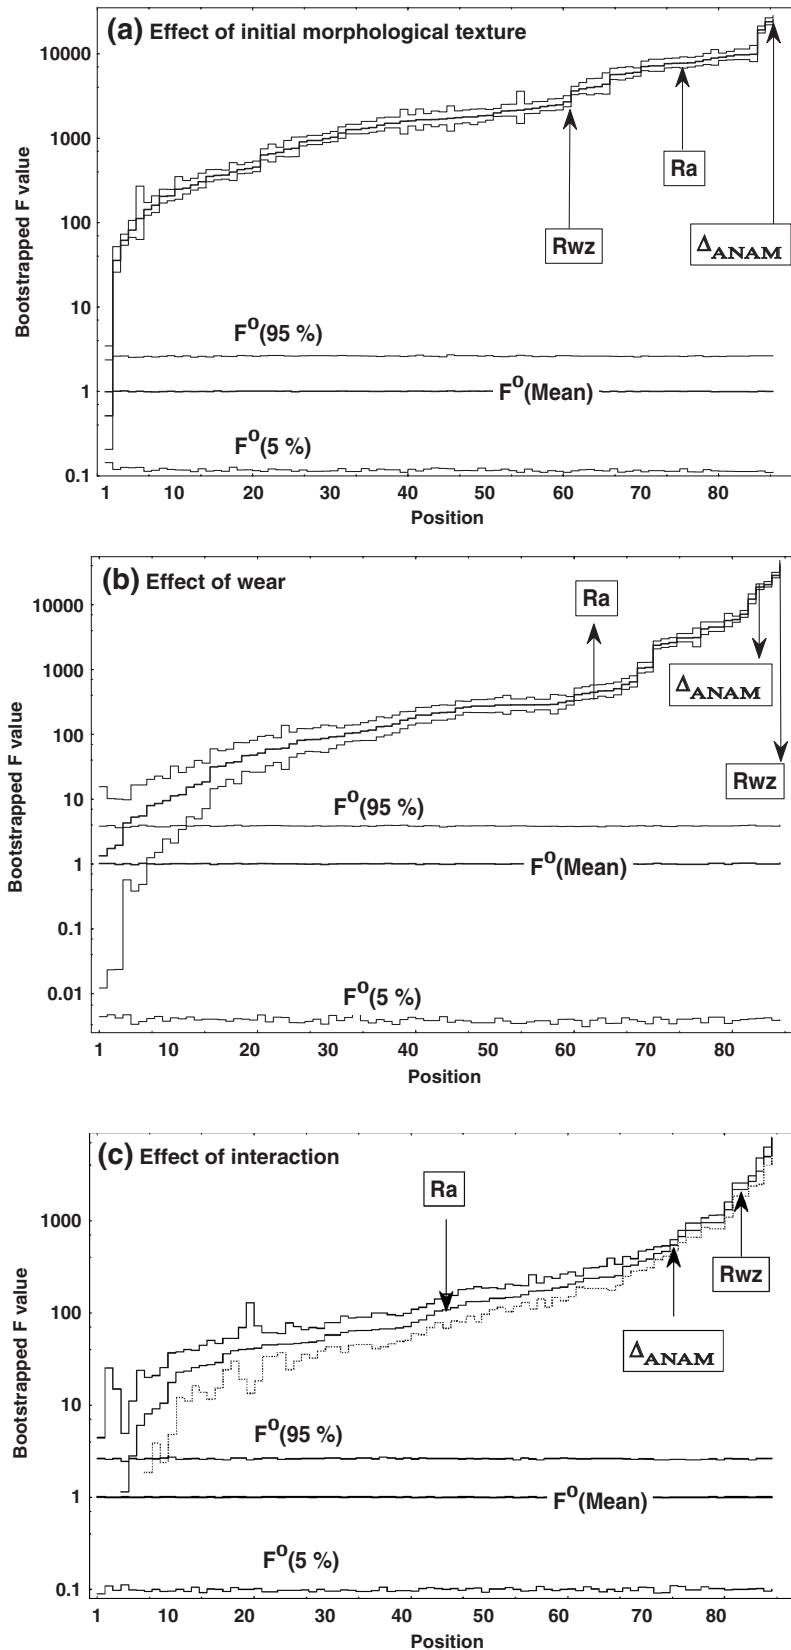 (a) Effect of initial morphological texture
Bootstrapped F value
10000
1000
100
10
1
0.1
Rwz
Ra
Δ ANAM
F⁰(95 %)
F⁰(Mean)
F⁰(5 %)
1 10 20 30 40 50 60 70 80
Position
(b) Effect of wear
Bootstrapped F value
10000
1000
100
10
1
0.1
0.01
Ra
Δ ANAM
Rwz
F⁰(95 %)
F⁰(Mean)
F⁰(5 %)
1 10 20 30 40 50 60 70 80
Position
(c) Effect of interaction
Bootstrapped F value
1000
100
10
1
0.1
Ra
Rwz
Δ ANAM
F⁰(95 %)
F⁰(Mean)
F⁰(5 %)
1 10 20 30 40 50 60 70 80
Position